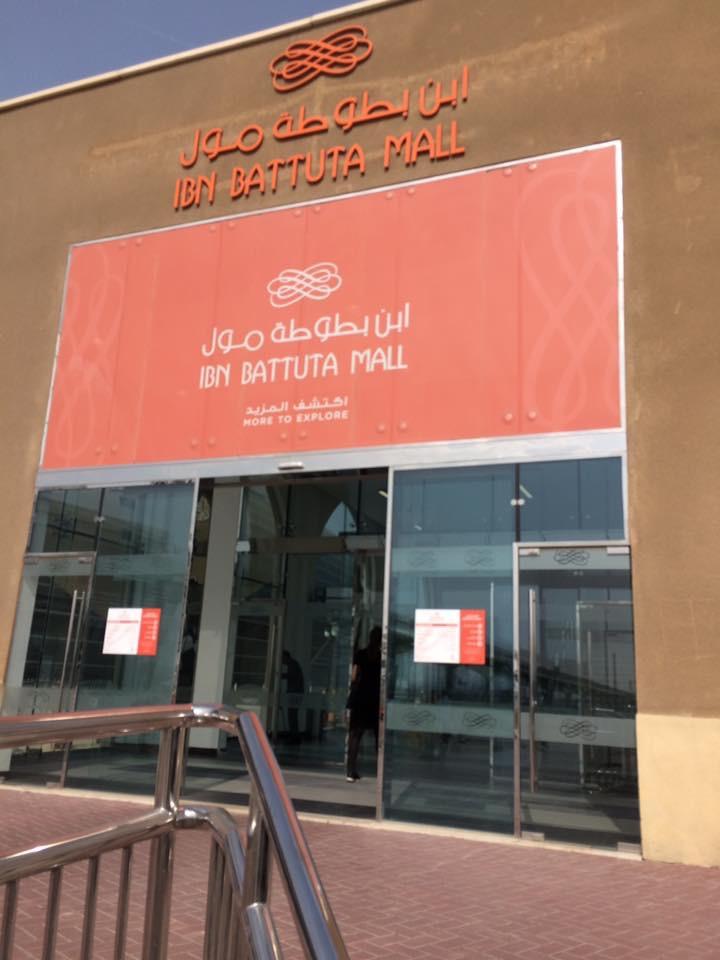 ابن بطوطة مول
IBN BATTUTA MALL
ابن بطوطة مول
IBN BATTUTA MALL
اكتشف المزيد
MORE TO EXPLORE